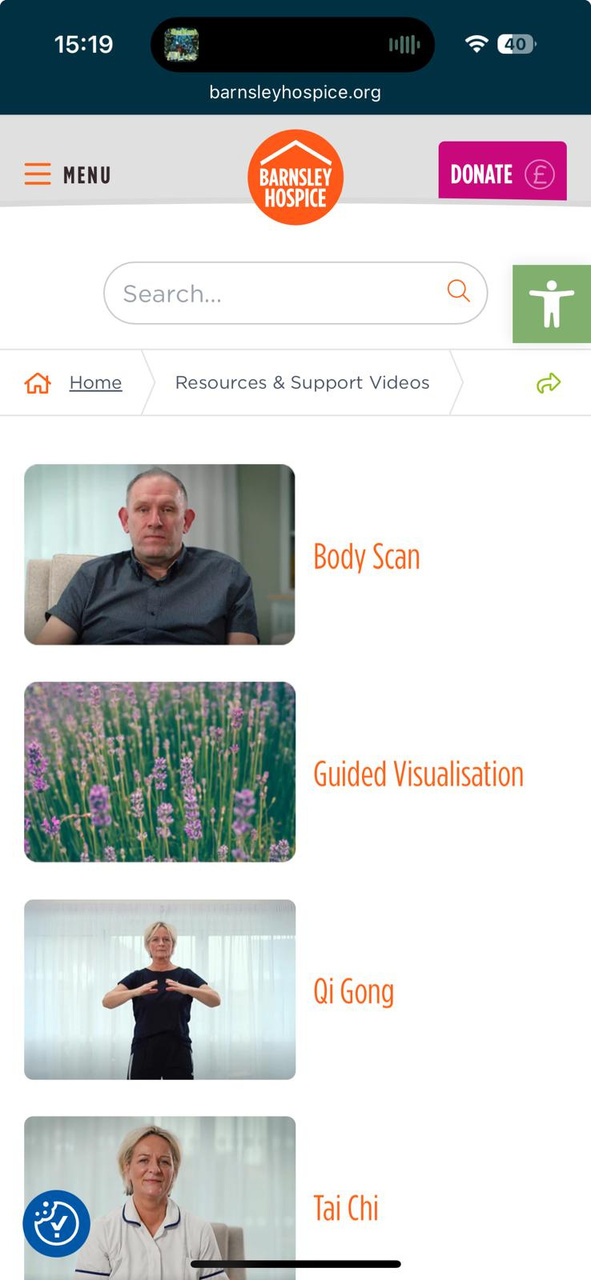 15:19
40
barnsleyhospice.org
MENU
BARNSLEY
HOSPICE
DONATE £
Search...
Home
Resources & Support Videos
Body Scan
Guided Visualisation
Qi Gong
Tai Chi